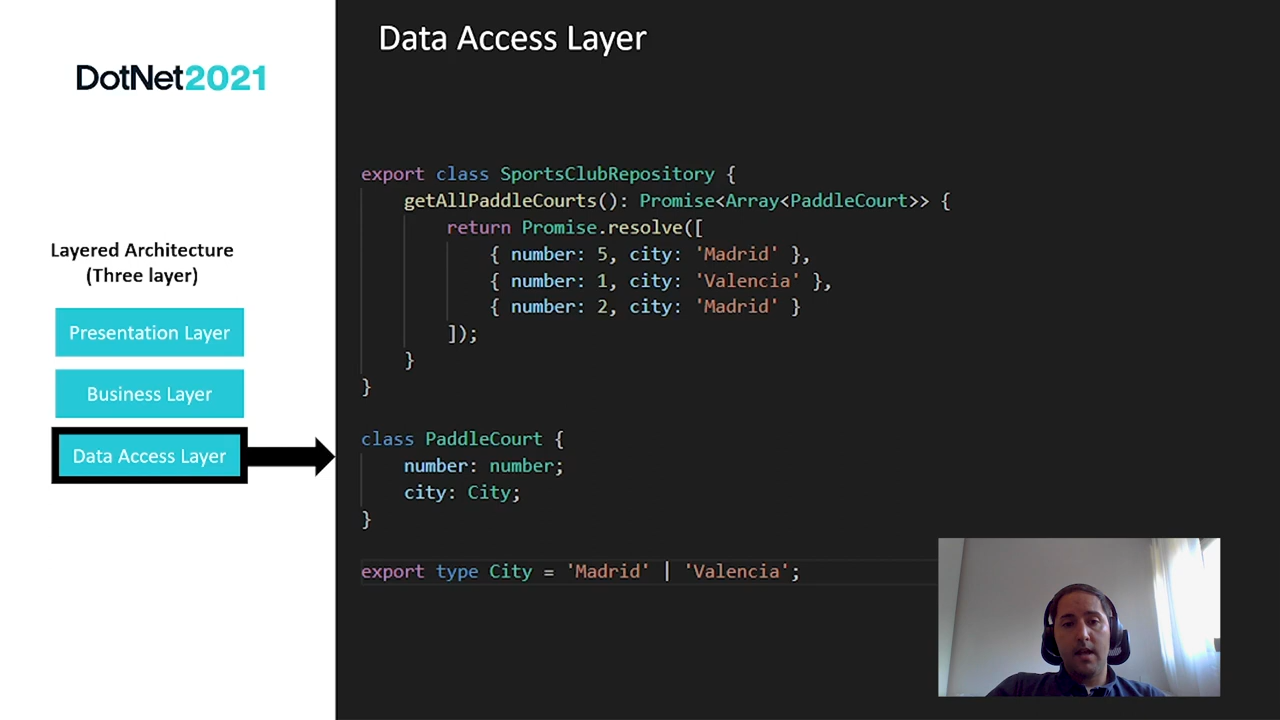 DotNet2021
Layered Architecture
(Three layer)
Presentation Layer
Business Layer
Data Access Layer
Data Access Layer
export class SportsClubRepository {
    getAllPaddleCourts(): Promise<Array<PaddleCourt>> {
        return Promise.resolve([
            { number: 5, city: 'Madrid' },
            { number: 1, city: 'Valencia' },
            { number: 2, city: 'Madrid' }
        ]);
    }
}
class PaddleCourt {
    number: number;
    city: City;
}
export type City = 'Madrid' | 'Valencia';